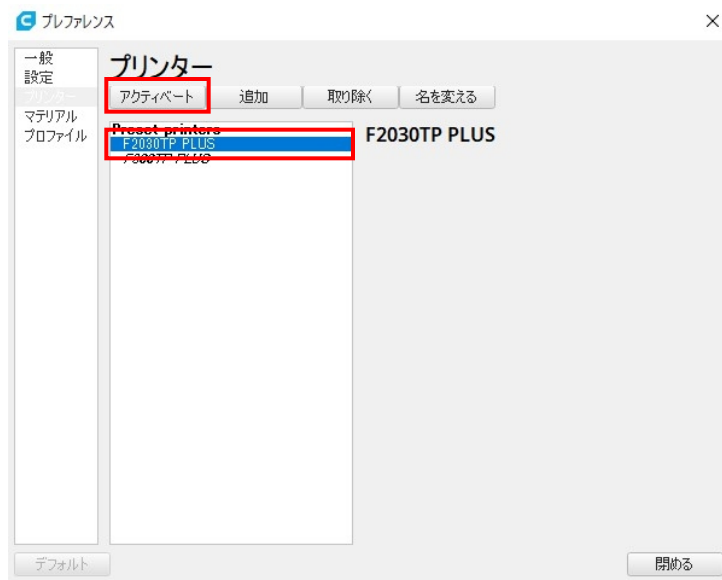 プレファレンス
一般
設定
プリンター
マテリアル
プロファイル
プリンター
アクティベート 追加 取り除く 名を変える
Preset printers
F2030TP PLUS
PLUS
F2030TP PLUS
デフォルト
閉める